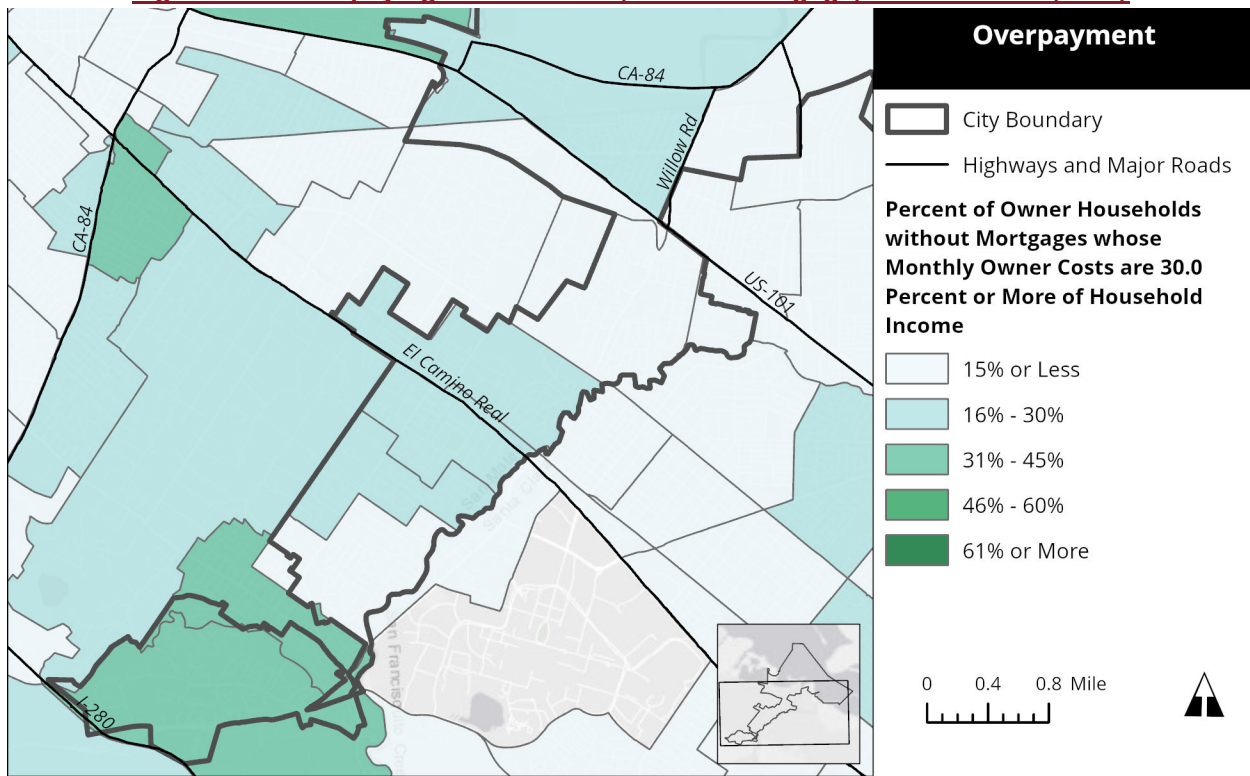 Overpayment
City Boundary
Highways and Major Roads
Percent of Owner Households
without Mortgages whose
Monthly Owner Costs are 30.0
Percent or More of Household
Income
15% or Less
16% - 30%
31% - 45%
46% - 60%
61% or More
0 0.4 0.8 Mile
CA-84
Willow Rd
CA-84
US-101
El Camino Real
I-280